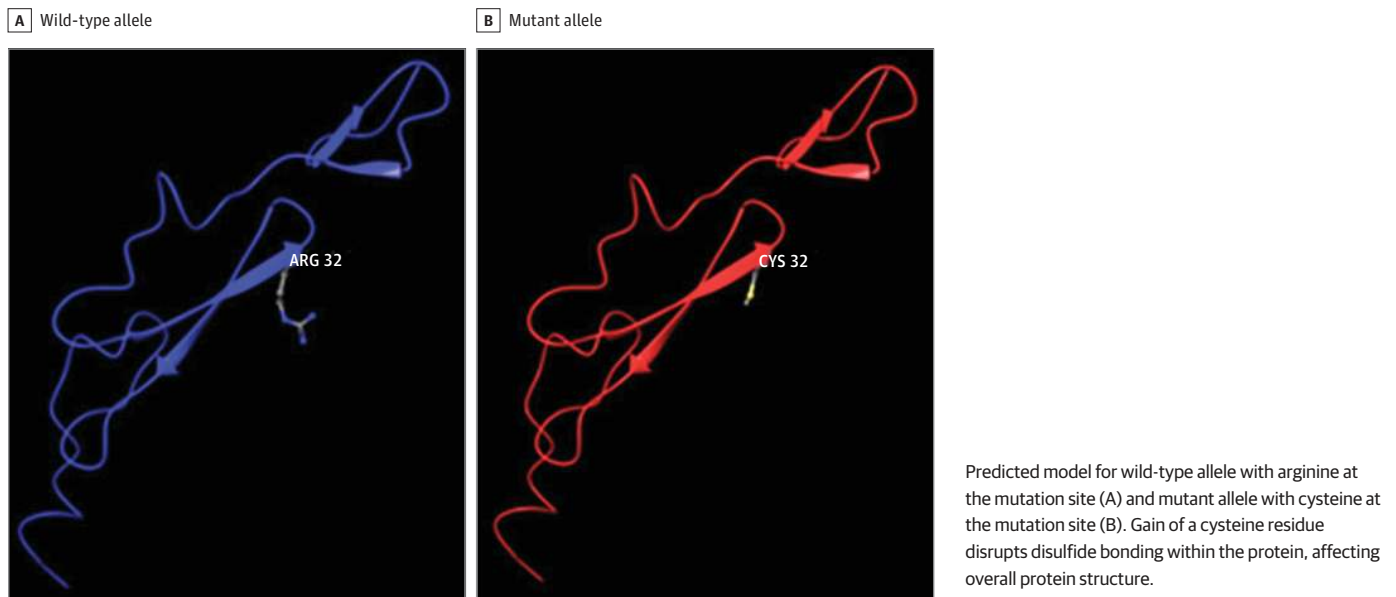 A Wild-type allele
B Mutant allele
ARG 32
CYS 32
Predicted model for wild-type allele with arginine at
the mutation site (A) and mutant allele with cysteine at
the mutation site (B). Gain of a cysteine residue
disrupts disulfide bonding within the protein, affecting
overall protein structure.